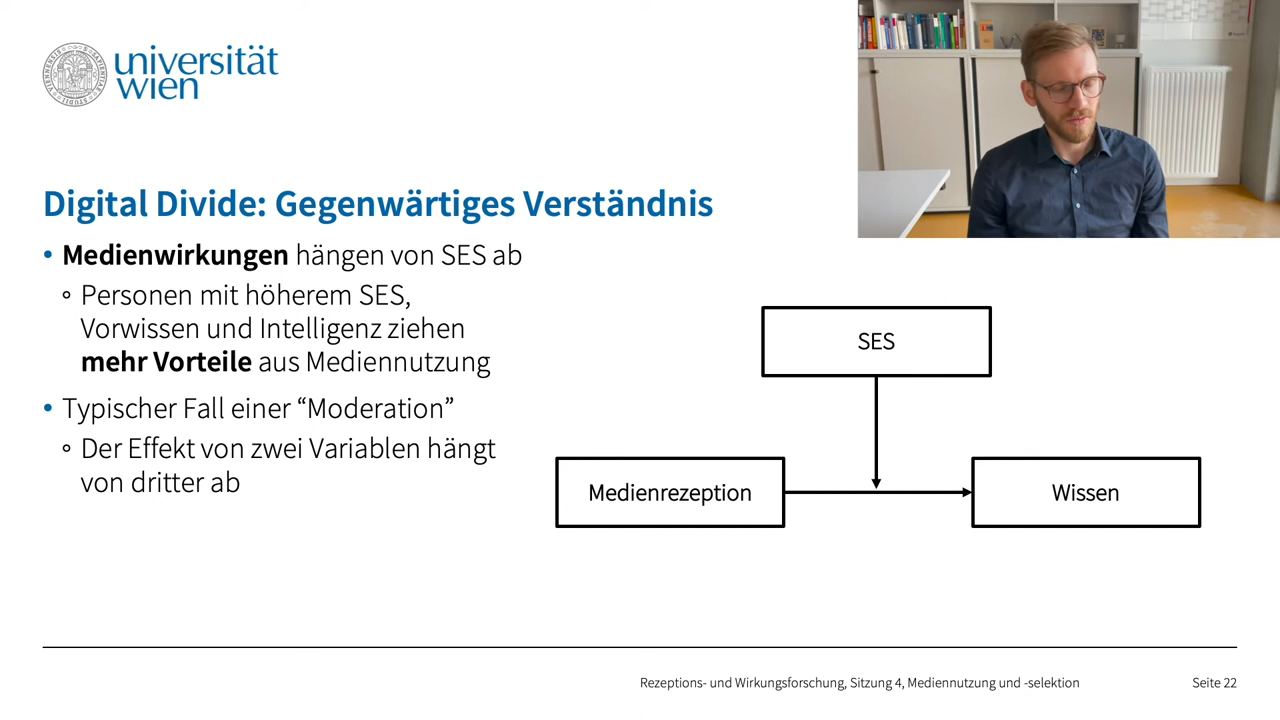 universität
wien
Digital Divide: Gegenwärtiges Verständnis
• Medienwirkungen hängen von SES ab
◦ Personen mit höherem SES,
Vorwissen und Intelligenz ziehen
mehr Vorteile aus Mediennutzung
• Typischer Fall einer “Moderation”
◦ Der Effekt von zwei Variablen hängt
von dritter ab
SES
Medienrezeption
Wissen
Rezeptions- und Wirkungsforschung, Sitzung 4, Mediennutzung und -selektion
Seite 22